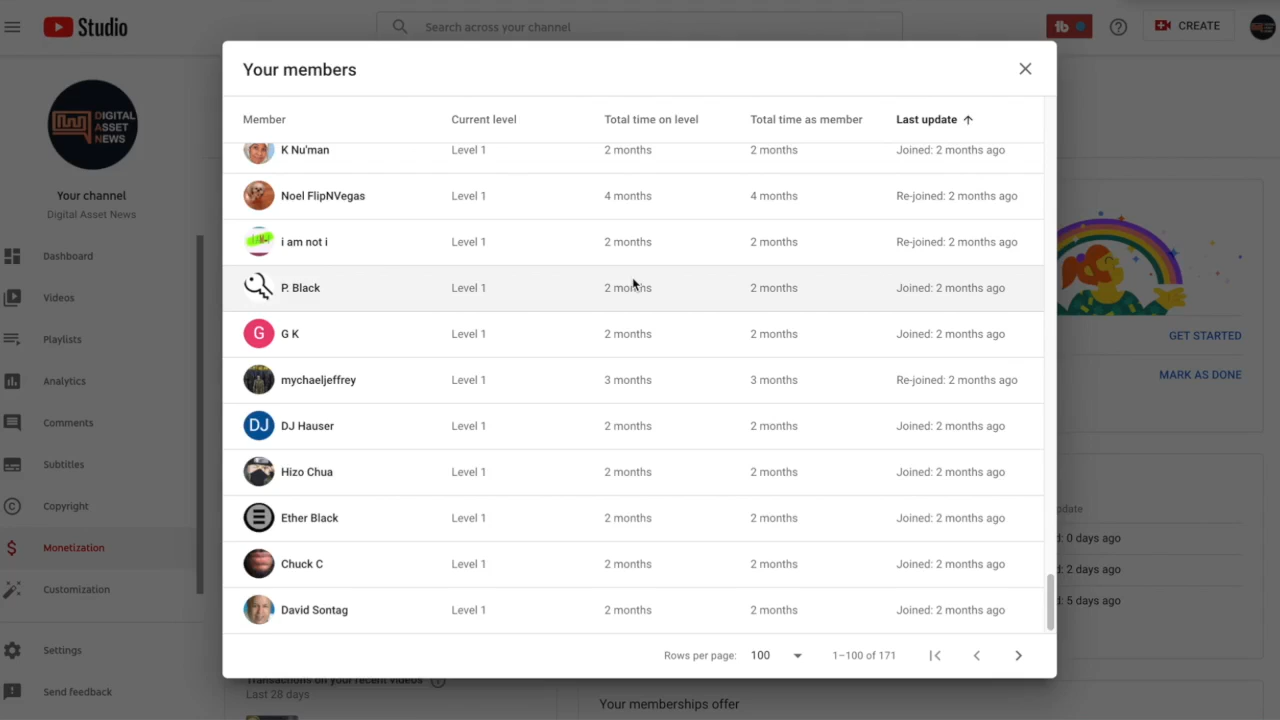 Studio
Search across your channel
CREATE
DIGITAL
ASSET
NEWS
Your channel
Digital Asset News
Dashboard
Videos
Playlists
Analytics
Comments
Subtitles
Copyright
Monetization
Customization
Settings
Send feedback
Your members
Member Current level Total time on level Total time as member Last update
K Nu'man Level 1 2 months 2 months Joined: 2 months ago
Noel FlipNVegas Level 1 4 months 4 months Re-joined: 2 months ago
i am not i Level 1 2 months 2 months Re-joined: 2 months ago
P. Black Level 1 2 months 2 months Joined: 2 months ago
G G K Level 1 2 months 2 months Joined: 2 months ago
mychaeljeffrey Level 1 3 months 3 months Re-joined: 2 months ago
DJ DJ Hauser Level 1 2 months 2 months Joined: 2 months ago
Hizo Chua Level 1 2 months 2 months Joined: 2 months ago
Ether Black Level 1 2 months 2 months Joined: 2 months ago
Chuck C Level 1 2 months 2 months Joined: 2 months ago
David Sontag Level 1 2 months 2 months Joined: 2 months ago
Rows per page: 100 1–100 of 171
GET STARTED
MARK AS DONE
d: 0 days ago
d: 2 days ago
d: 5 days ago
Transactions on your recent videos
Last 28 days
Your memberships offer